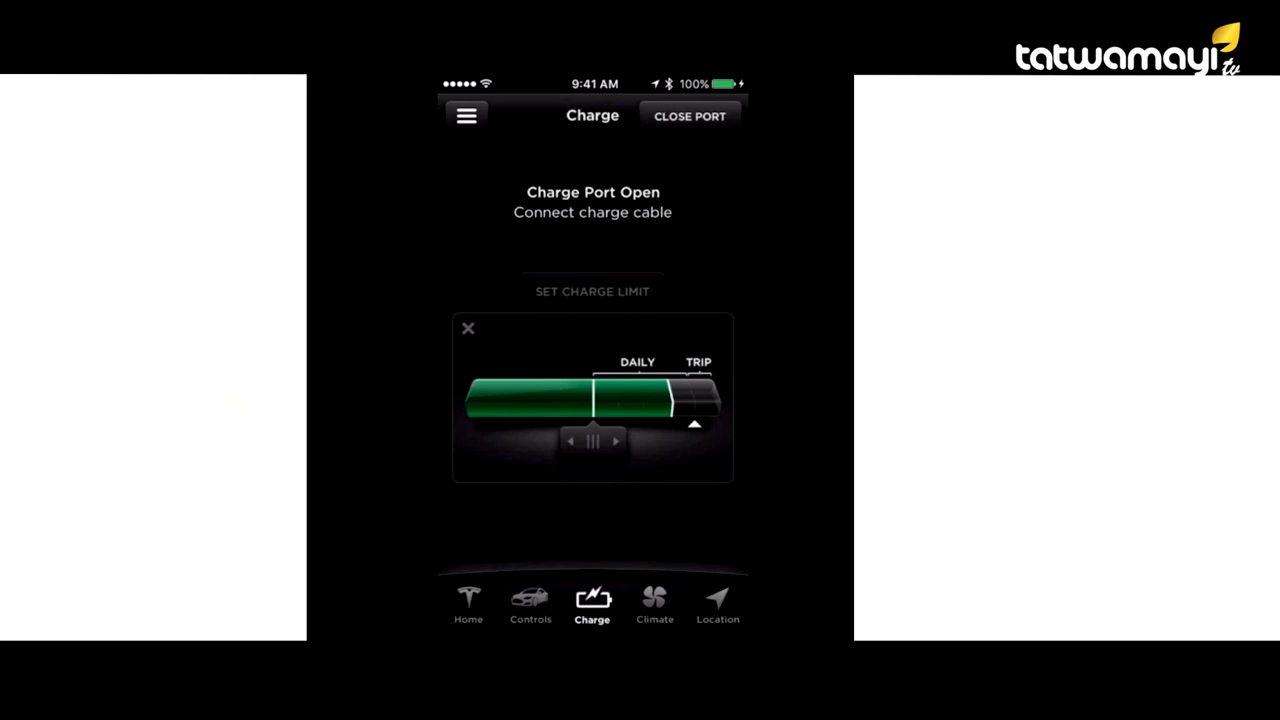 tatwamayi
tv
9:41 AM
100%
Charge
CLOSE PORT
Charge Port Open
Connect charge cable
SET CHARGE LIMIT
DAILY
TRIP
Home
Controls
Charge
Climate
Location